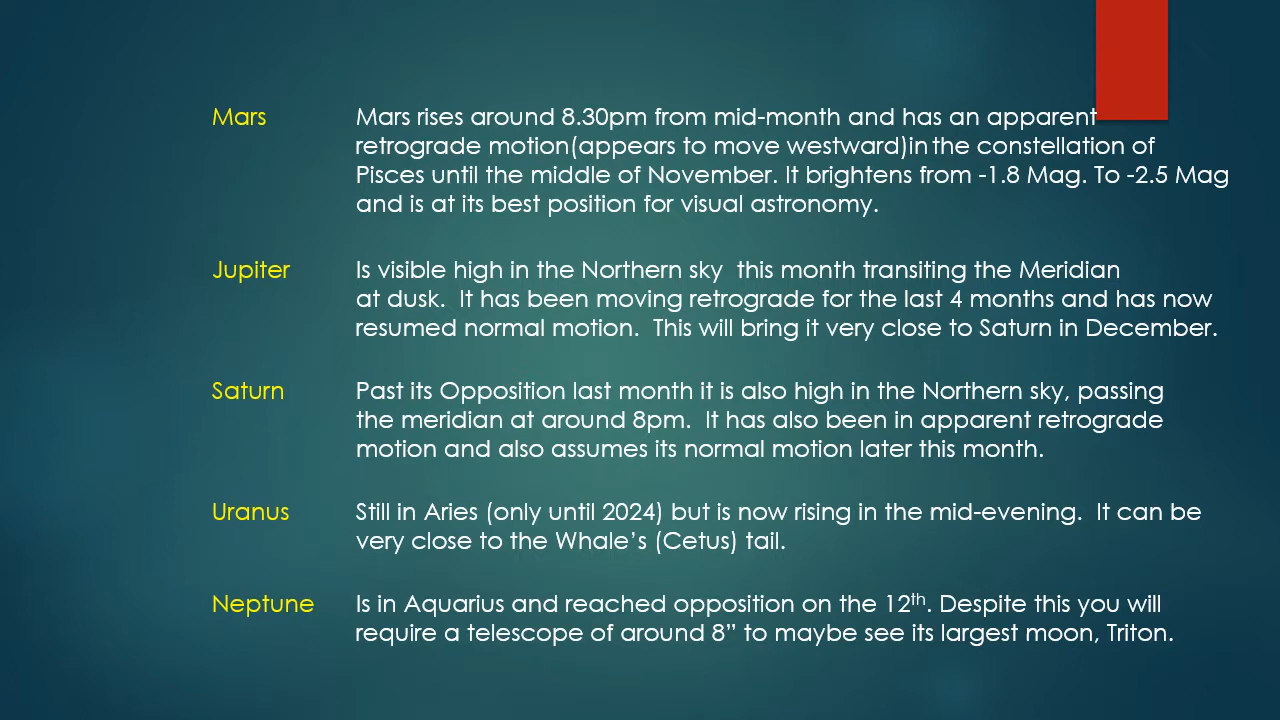 Mars Mars rises around 8.30pm from mid-month and has an apparent
retrograde motion(appears to move westward)in the constellation of
Pisces until the middle of November. It brightens from -1.8 Mag. To -2.5 Mag
and is at its best position for visual astronomy.
Jupiter Is visible high in the Northern sky  this month transiting the Meridian
at dusk.  It has been moving retrograde for the last 4 months and has now
resumed normal motion.  This will bring it very close to Saturn in December.
Saturn Past its Opposition last month it is also high in the Northern sky, passing
the meridian at around 8pm.  It has also been in apparent retrograde
motion and also assumes its normal motion later this month.
Uranus Still in Aries (only until 2024) but is now rising in the mid-evening.  It can be
very close to the Whale’s (Cetus) tail.
Neptune Is in Aquarius and reached opposition on the 12th. Despite this you will
require a telescope of around 8” to maybe see its largest moon, Triton.